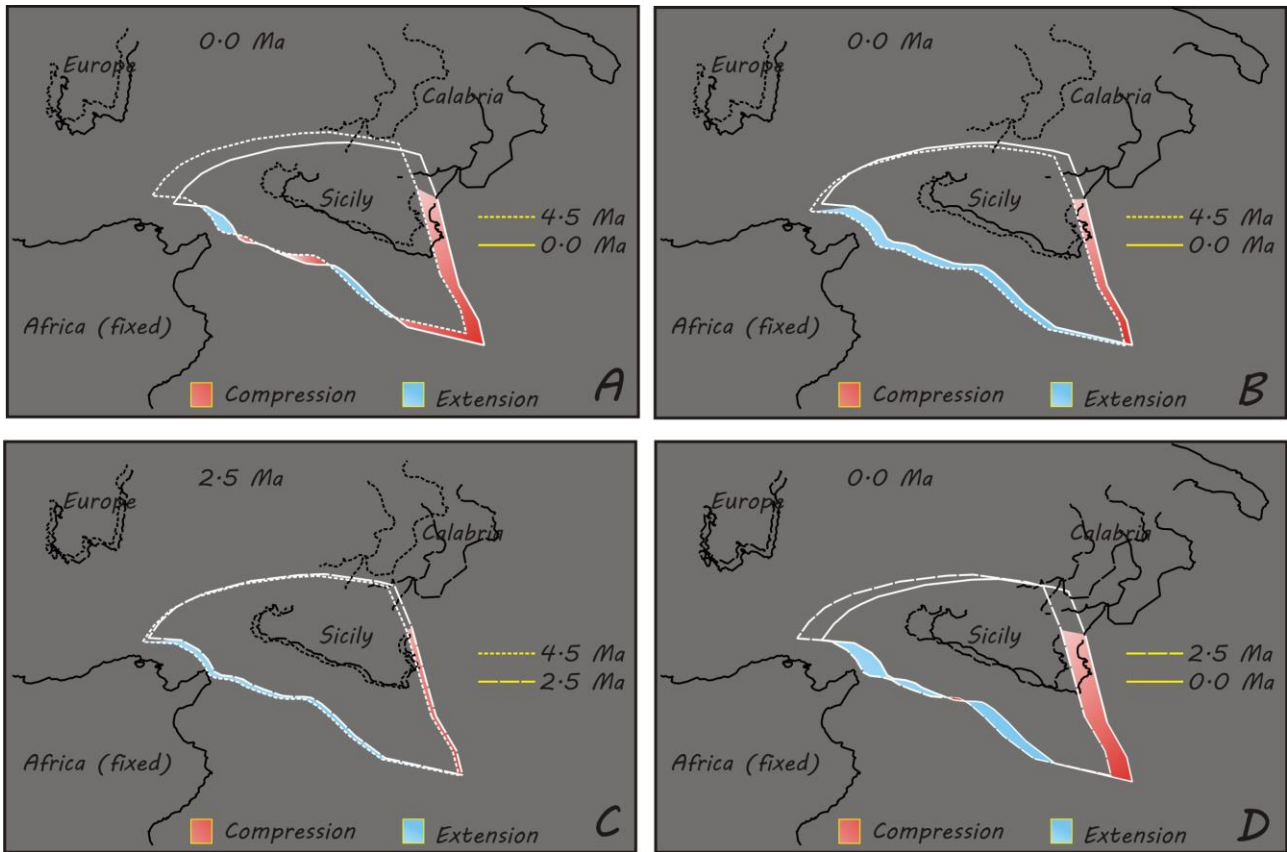 0.0 Ma
Europe
Calabria
Sicily
4.5 Ma
0.0 Ma
Africa (fixed)
Compression
Extension
A
0.0 Ma
Europe
Calabria
Sicily
4.5 Ma
0.0 Ma
Africa (fixed)
Compression
Extension
B
2.5 Ma
Europe
Calabria
Sicily
4.5 Ma
2.5 Ma
Africa (fixed)
Compression
Extension
C
0.0 Ma
Europe
Calabria
Sicily
2.5 Ma
0.0 Ma
Africa (fixed)
Compression
Extension
D